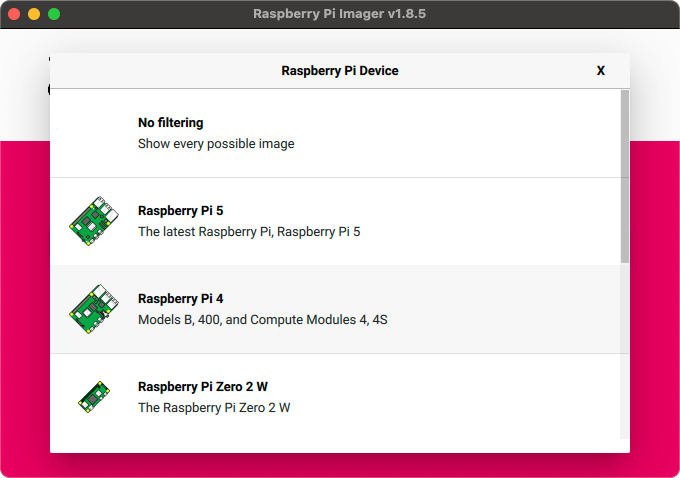 Raspberry Pi Imager v1.8.5
Raspberry Pi Device X
No filtering
Show every possible image
Raspberry Pi 5
The latest Raspberry Pi, Raspberry Pi 5
Raspberry Pi 4
Models B, 400, and Compute Modules 4, 4S
Raspberry Pi Zero 2 W
The Raspberry Pi Zero 2 W